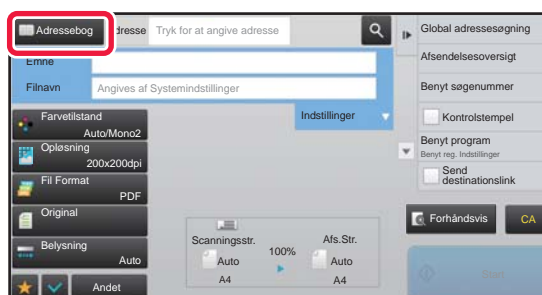 Adressebog
dresse
Tryk for at angive adresse
Emne
Filnavn
Angives af Systemindstillinger
Indstillinger
Farvetilstand
Auto/Mono2
Opløsning
200x200dpi
Fil Format
PDF
Original
Belysning
Auto
Andet
Scanningsstr.
Auto
A4
100%
Afs.Str.
Auto
A4
Global adressesøgning
Afsendelsesoversigt
Benyt søgenummer
Kontrolstempel
Benyt program
Benyt reg. Indstillinger
Send
destinationslink
Forhåndsvis
CA
Start